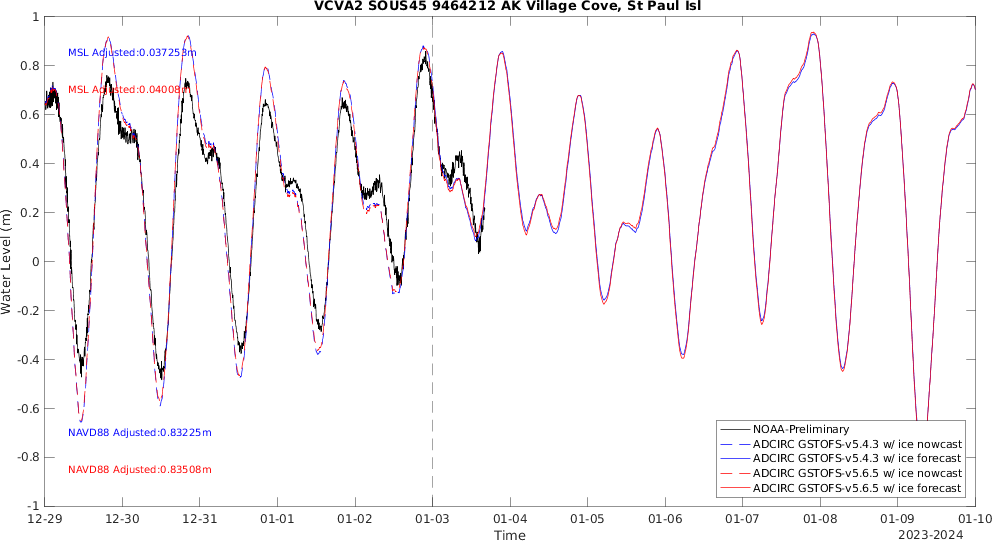 VCVA2 SOUS45 9464212 AK Village Cove, St Paul Isl
MSL Adjusted:0.037253m
MSL Adjusted:0.04008m
NAVD88 Adjusted:0.83225m
NAVD88 Adjusted:0.83508m
Water Level (m)
1
0.8
0.6
0.4
0.2
0
-0.2
-0.4
-0.6
-0.8
-1
NOAA-Preliminary
ADCIRC GSTOFS-v5.4.3 w/ ice nowcast
ADCIRC GSTOFS-v5.4.3 w/ ice forecast
ADCIRC GSTOFS-v5.6.5 w/ ice nowcast
ADCIRC GSTOFS-v5.6.5 w/ ice forecast
12-29 12-30 12-31 01-01 01-02 01-03 01-04 01-05 01-06 01-07 01-08 01-09 01-10
Time
2023-2024